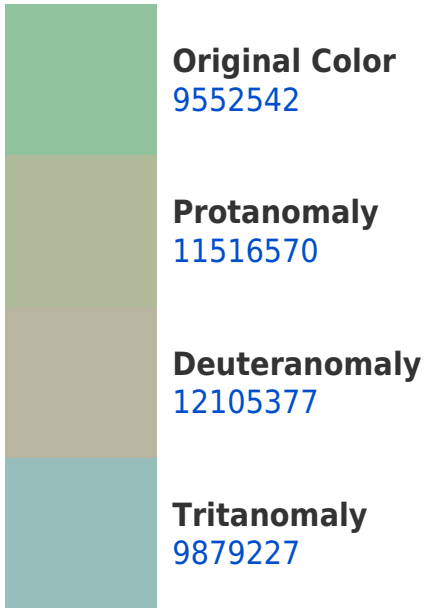 Original Color
9552542
Protanomaly
11516570
Deuteranomaly
12105377
Tritanomaly
9879227